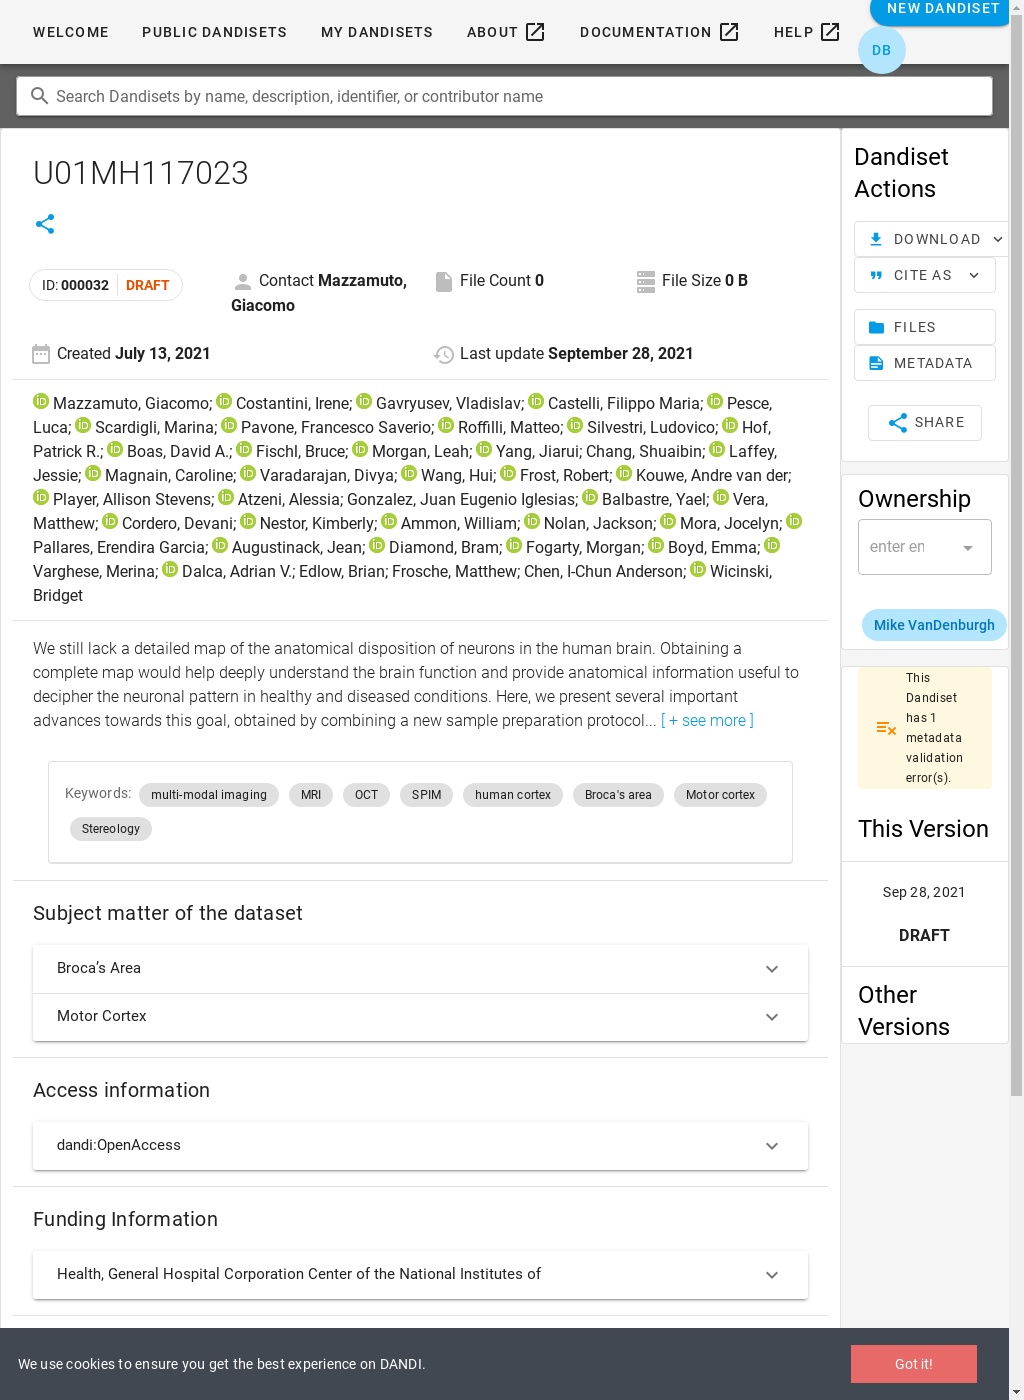 WELCOME PUBLIC DANDISETS MY DANDISETS ABOUT DOCUMENTATION HELP NEW DANDISET
DB
Search Dandisets by name, description, identifier, or contributor name
U01MH117023
ID: 000032 DRAFT
Contact Mazzamuto, Giacomo
File Count 0
File Size 0 B
Created July 13, 2021
Last update September 28, 2021
Mazzamuto, Giacomo; Costantini, Irene; Gavryusev, Vladislav; Castelli, Filippo Maria; Pesce,
Luca; Scardigli, Marina; Pavone, Francesco Saverio; Roffilli, Matteo; Silvestri, Ludovico; Hof,
Patrick R.; Boas, David A.; Fischl, Bruce; Morgan, Leah; Yang, Jiarui; Chang, Shuaibin; Laffey,
Jessie; Magnain, Caroline; Varadarajan, Divya; Wang, Hui; Frost, Robert; Kouwe, Andre van der;
Player, Allison Stevens; Atzeni, Alessia; Gonzalez, Juan Eugenio Iglesias; Balbastre, Yael; Vera,
Matthew; Cordero, Devani; Nestor, Kimberly; Ammon, William; Nolan, Jackson; Mora, Jocelyn;
Pallares, Erendira Garcia; Augustinack, Jean; Diamond, Bram; Fogarty, Morgan; Boyd, Emma;
Varghese, Merina; Dalca, Adrian V.; Edlow, Brian; Frosche, Matthew; Chen, I-Chun Anderson; Wicinski,
Bridget
We still lack a detailed map of the anatomical disposition of neurons in the human brain. Obtaining a
complete map would help deeply understand the brain function and provide anatomical information useful to
decipher the neuronal pattern in healthy and diseased conditions. Here, we present several important
advances towards this goal, obtained by combining a new sample preparation protocol... [ + see more ]
Keywords: multi-modal imaging MRI OCT SPIM human cortex Broca's area Motor cortex
Stereology
Subject matter of the dataset
Broca’s Area
Motor Cortex
Access information
dandi:OpenAccess
Funding Information
Health, General Hospital Corporation Center of the National Institutes of
Dandiset
Actions
DOWNLOAD
CITE AS
FILES
METADATA
SHARE
Ownership
enter en
Mike VanDenburgh
This
Dandiset
has 1
metadata
validation
error(s).
This Version
Sep 28, 2021
DRAFT
Other
Versions
We use cookies to ensure you get the best experience on DANDI.
Got it!